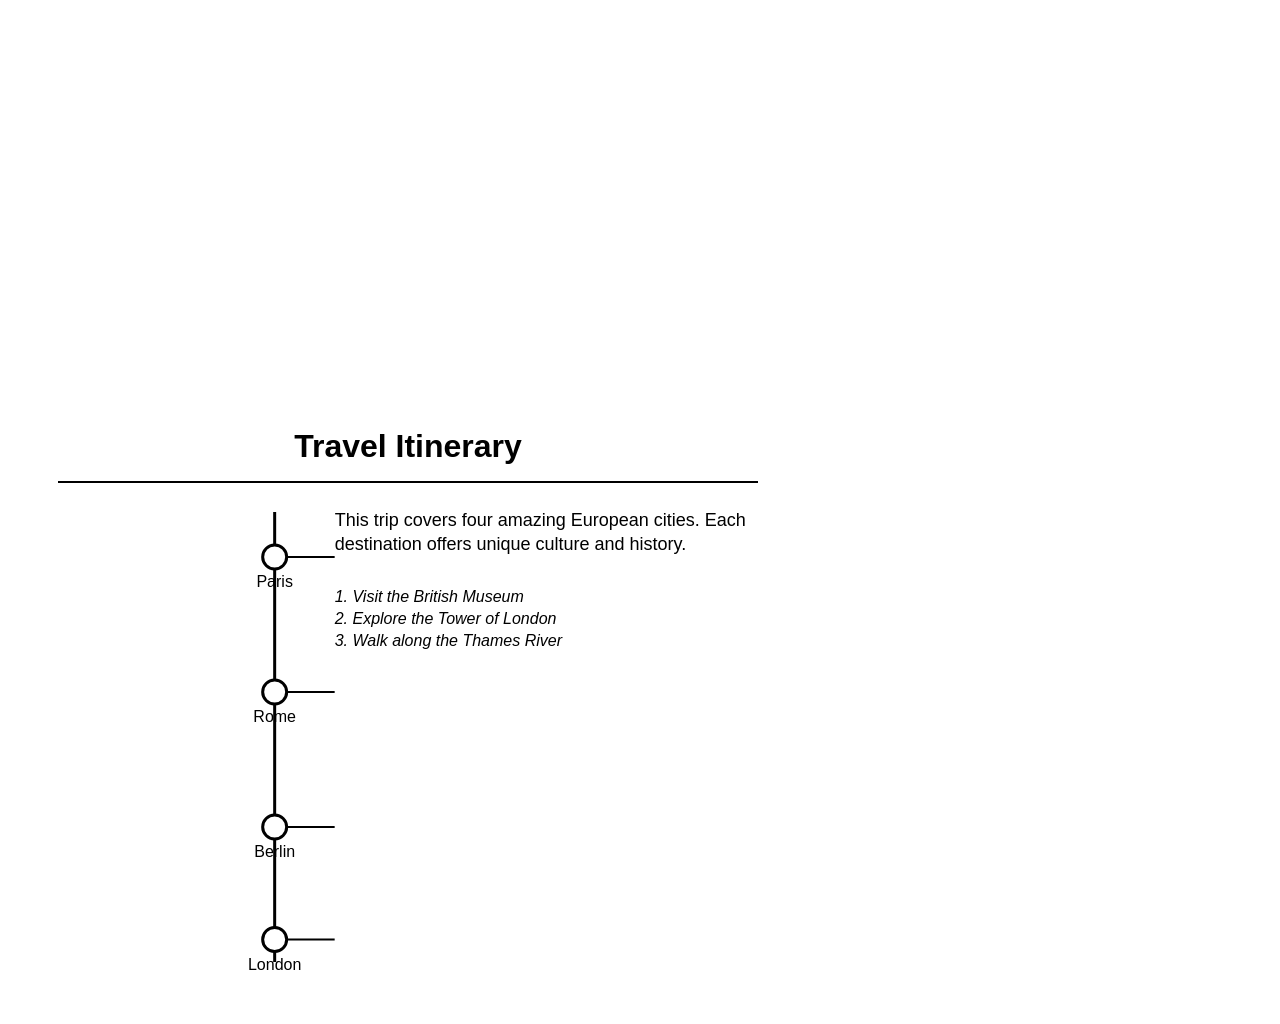 Travel Itinerary
This trip covers four amazing European cities. Each
destination offers unique culture and history.
Paris
1. Visit the British Museum
2. Explore the Tower of London
3. Walk along the Thames River
Rome
Berlin
London